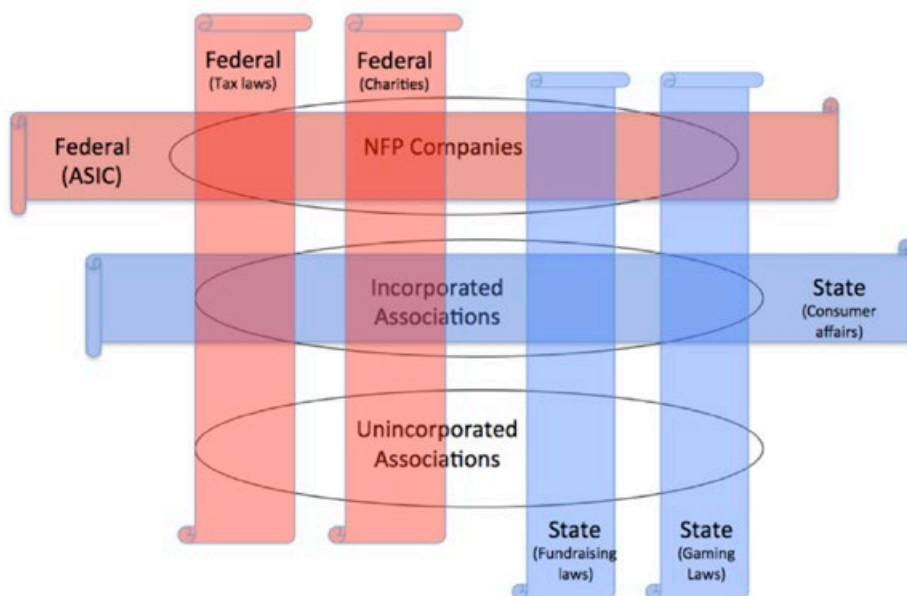 Federal
(Tax laws)
Federal
(Charities)
Federal
(ASIC)
NFP Companies
Incorporated
Associations
State
(Consumer
affairs)
Unincorporated
Associations
State
(Fundraising
laws)
State
(Gaming
Laws)